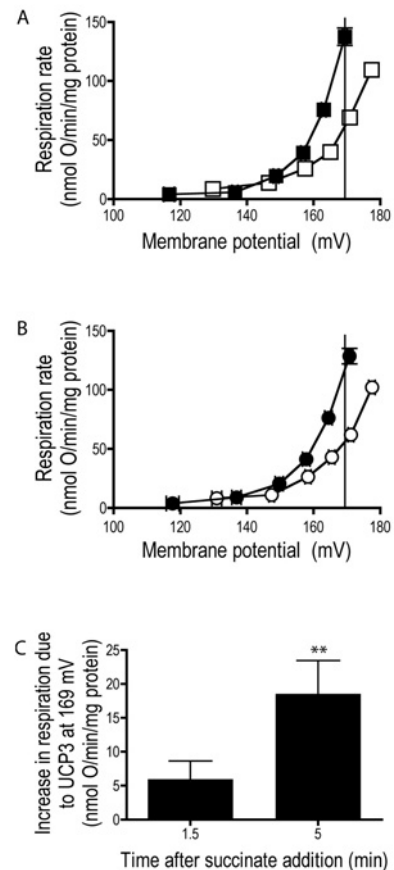 A
Respiration rate
(nmol O/min/mg protein)
150
100
50
0
100 120 140 160 180
Membrane potential (mV)
B
Respiration rate
(nmol O/min/mg protein)
150
100
50
0
100 120 140 160 180
Membrane potential (mV)
C
Increase in respiration due
to UCP3 at 169 mV
(nmol O/min/mg protein)
25
20
15
10
5
0
**
1.5 5
Time after succinate addition (min)